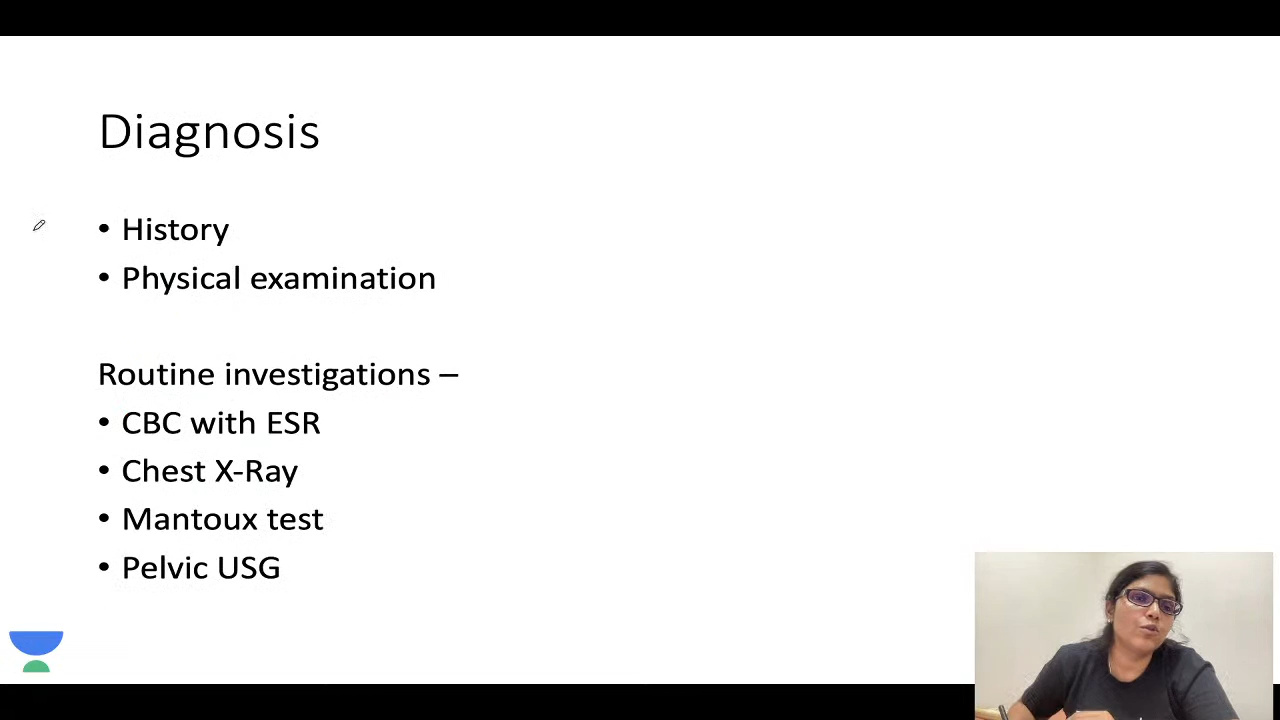 Diagnosis
• History
• Physical examination
Routine investigations –
• CBC with ESR
• Chest X-Ray
• Mantoux test
• Pelvic USG